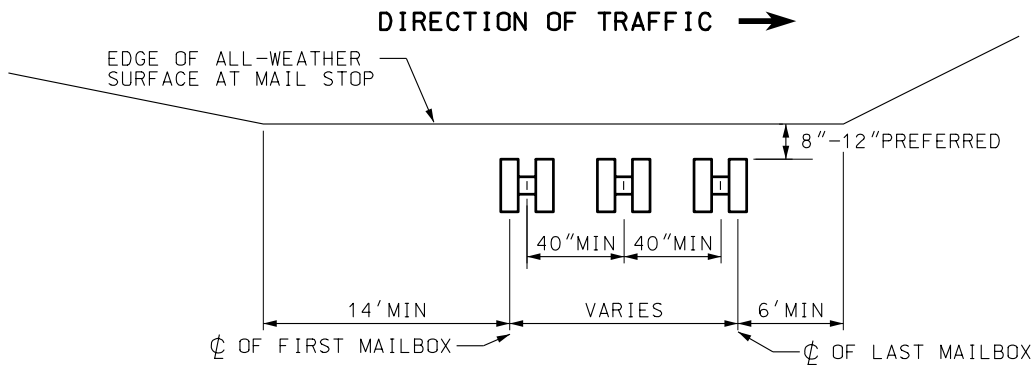 DIRECTION OF TRAFFIC
EDGE OF ALL-WEATHER
SURFACE AT MAIL STOP
8"-12"PREFERRED
40"MIN 40"MIN
14'MIN VARIES 6'MIN
℄ OF FIRST MAILBOX
℄ OF LAST MAILBOX